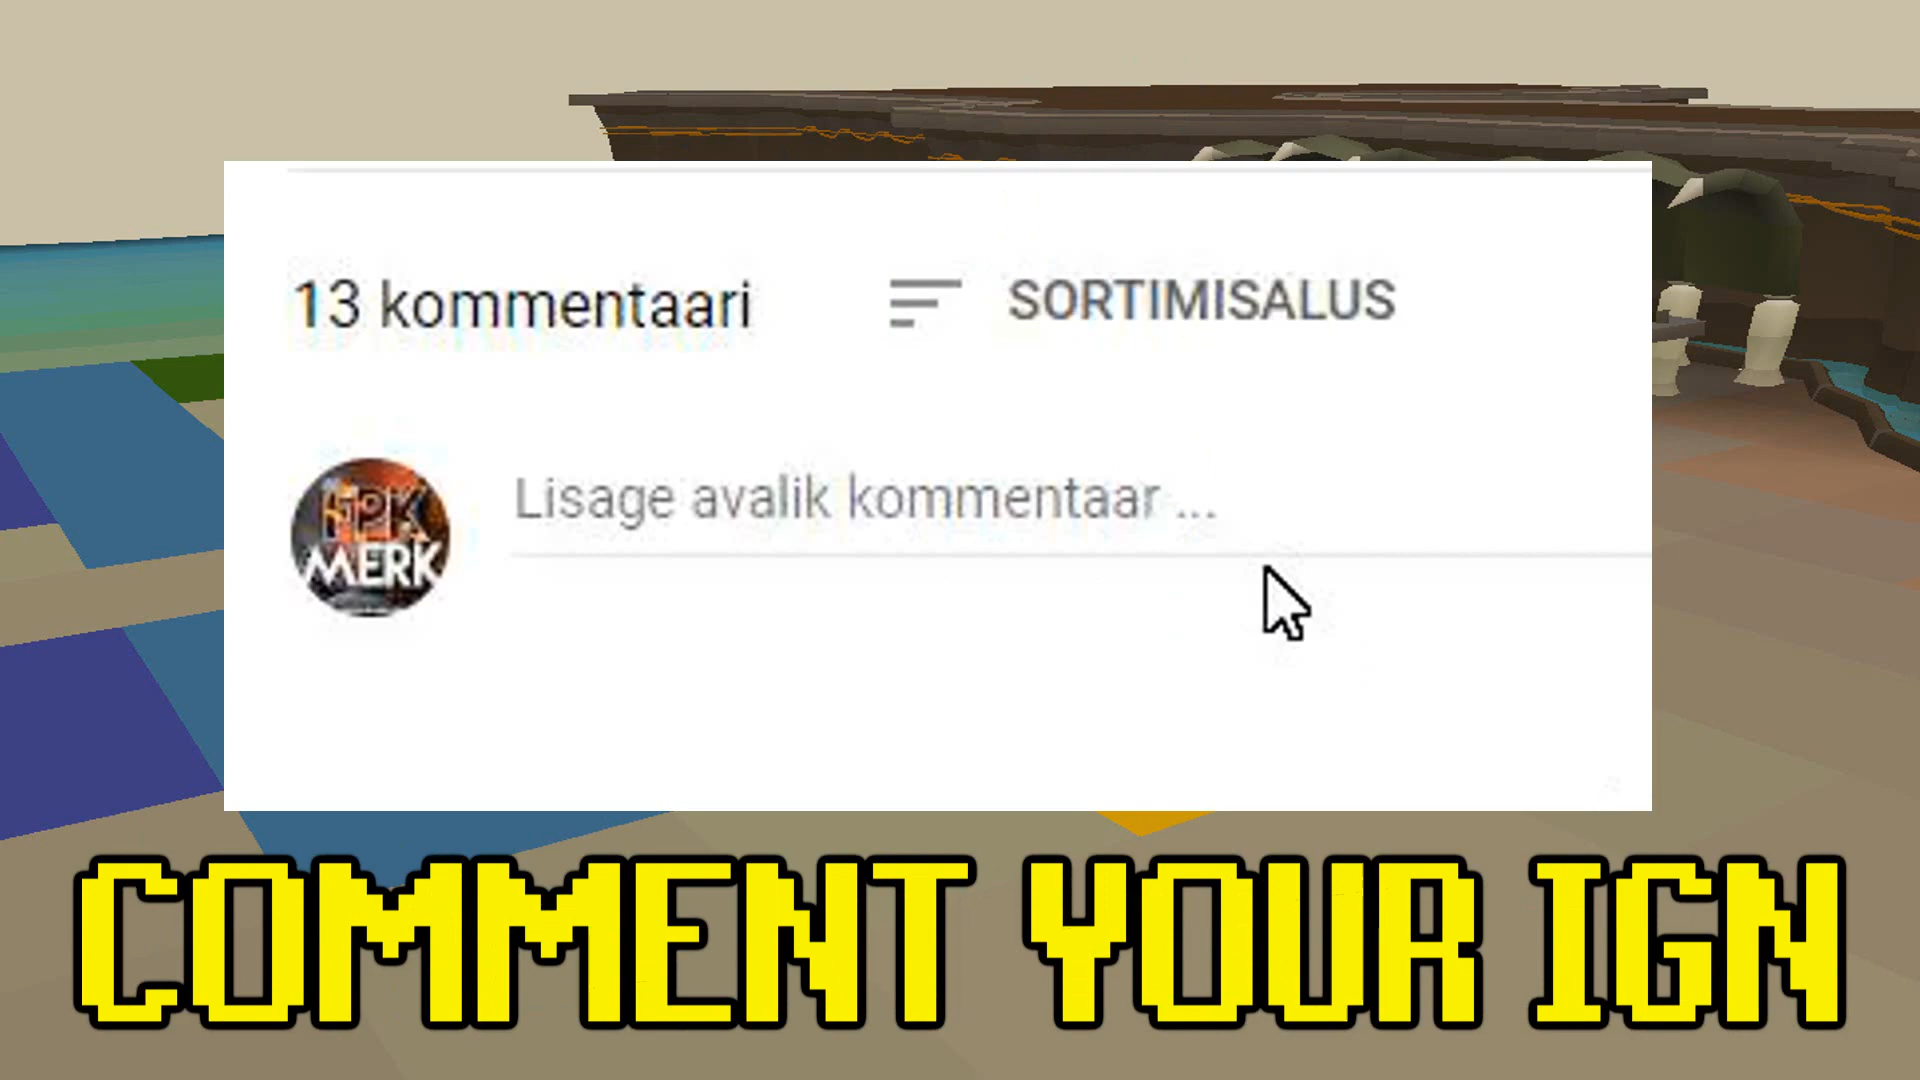 13 kommentaari SORTIMISALUS
Lisage avalik kommentaar ...
MERK
COMMENT YOUR IGN